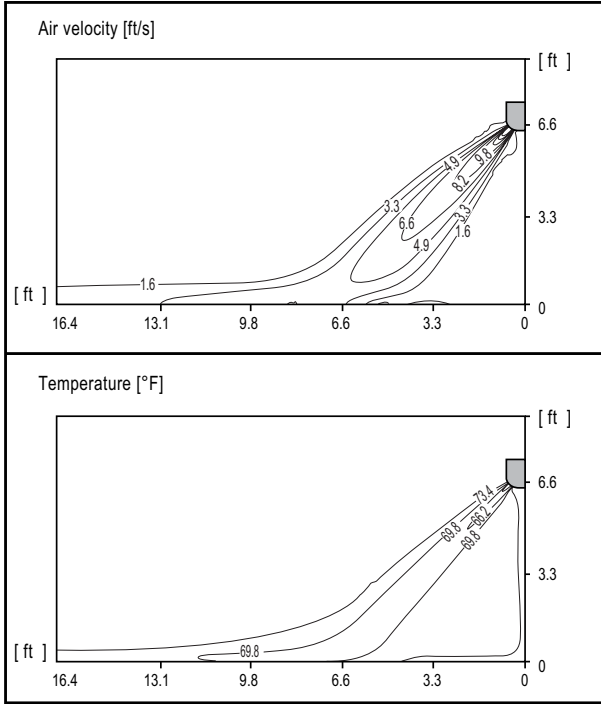 Air velocity [ft/s]
[ ft ]
6.6
4.9
9.8
8.2
3.3
3.3
3.3
6.6
1.6
4.9
1.6
[ ft ]
0
16.4 13.1 9.8 6.6 3.3 0
Temperature [°F]
[ ft ]
6.6
73.4
66.2
69.8
69.8
3.3
69.8
[ ft ]
0
16.4 13.1 9.8 6.6 3.3 0